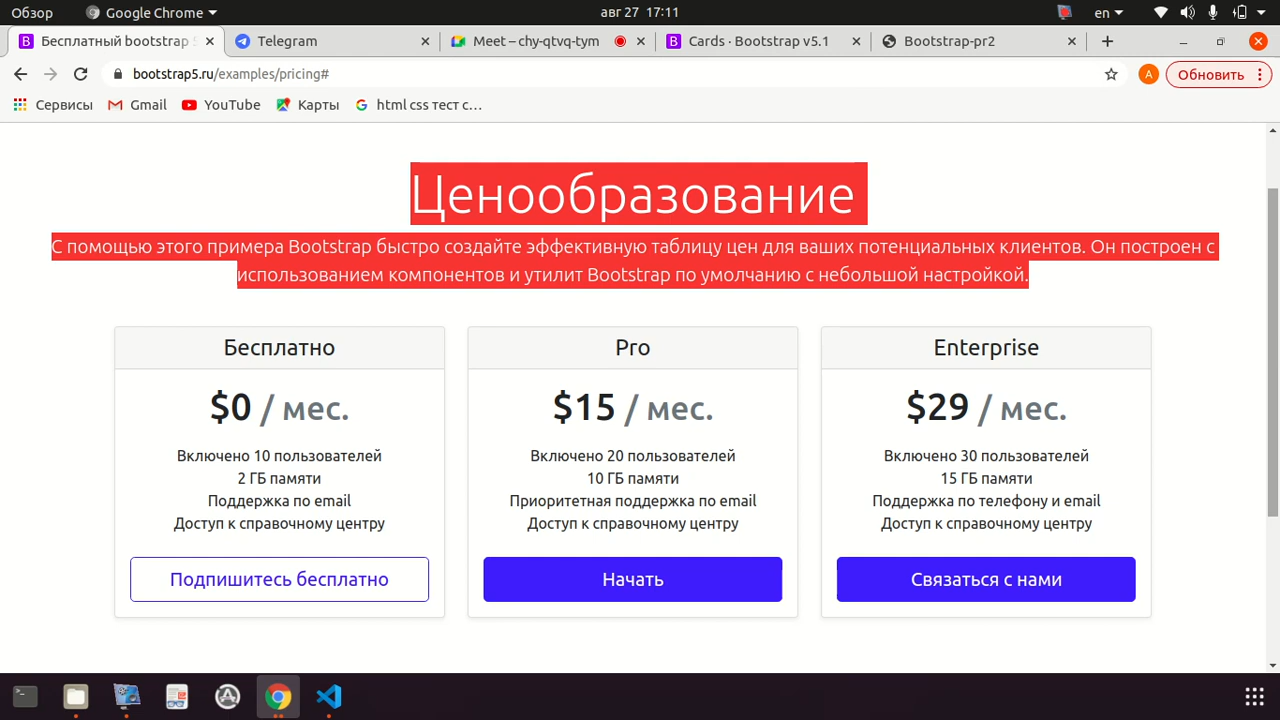 Обзор
Google Chrome
авг 27 17:11
en
Бесплатный bootstrap 5
Telegram
Meet – chy-qtvq-tym
Cards · Bootstrap v5.1
Bootstrap-pr2
bootstrap5.ru/examples/pricing#
A
Обновить
Сервисы
Gmail
YouTube
Карты
html css тест с…
Ценообразование
С помощью этого примера Bootstrap быстро создайте эффективную таблицу цен для ваших потенциальных клиентов. Он построен с
использованием компонентов и утилит Bootstrap по умолчанию с небольшой настройкой.
Бесплатно
$0 / мес.
Включено 10 пользователей
2 ГБ памяти
Поддержка по email
Доступ к справочному центру
Подпишитесь бесплатно
Pro
$15 / мес.
Включено 20 пользователей
10 ГБ памяти
Приоритетная поддержка по email
Доступ к справочному центру
Начать
Enterprise
$29 / мес.
Включено 30 пользователей
15 ГБ памяти
Поддержка по телефону и email
Доступ к справочному центру
Связаться с нами